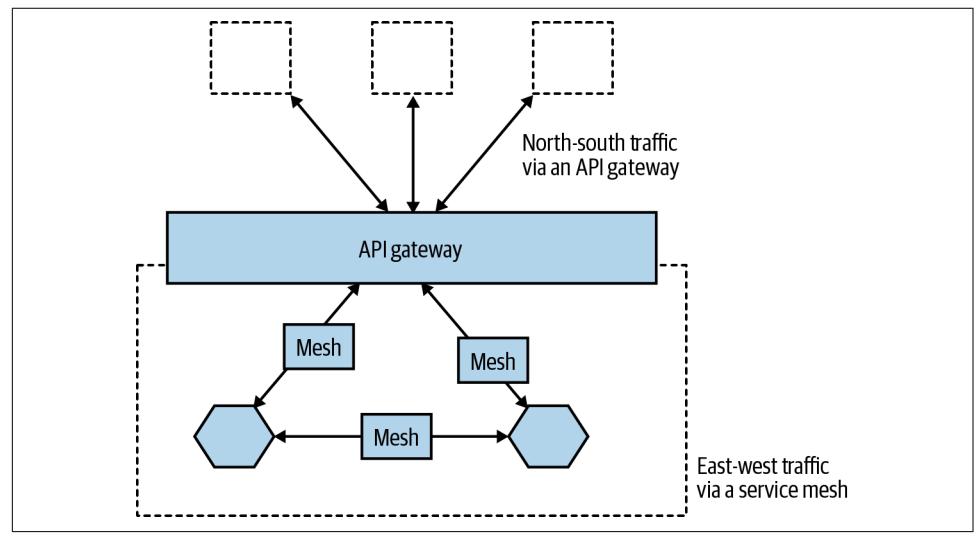 North-south traffic
via an API gateway
API gateway
Mesh
Mesh
Mesh
East-west traffic
via a service mesh